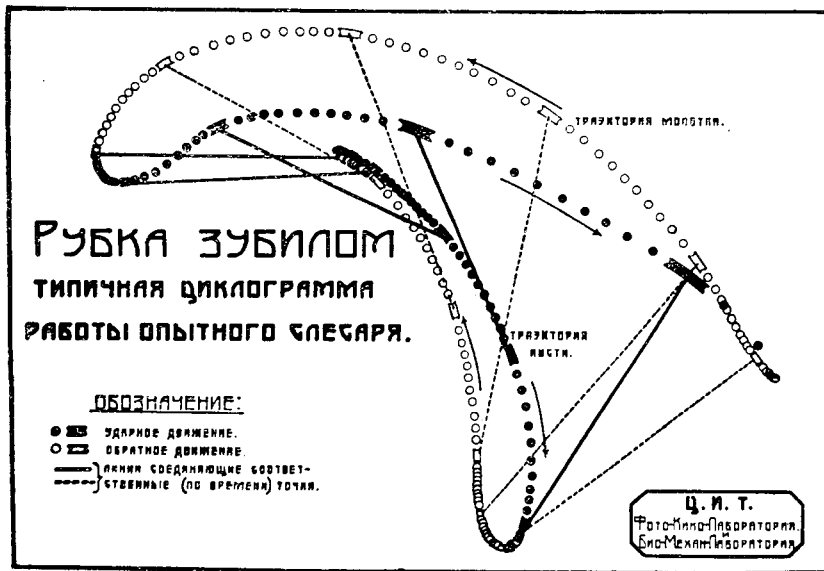 ТРАЭКТОРИЯ МОЛОТКА.
РУБКА ЗУБИЛОМ
ТИПИЧНАЯ ЦИКЛОГРАММА
РАБОТЫ ОПЫТНОГО СЛЕСАРЯ.
ТРАЭКТОРИЯ
КИСТИ.
ОБОЗНАЧЕНИЕ:
УДАРНОЕ ДВИЖЕНИЕ.
ОБРАТНОЕ ДВИЖЕНИЕ.
ЛИНИИ СОЕДИНЯЮЩИЕ СООТВЕТ-
СТВЕННЫЕ (ПО ВРЕМЕНИ) ТОЧКИ.
Ц. И. Т.
ФОТО-КИНО-ЛАБОРАТОРИЯ
И
БИО-МЕХАН-ЛАБОРАТОРИЯ